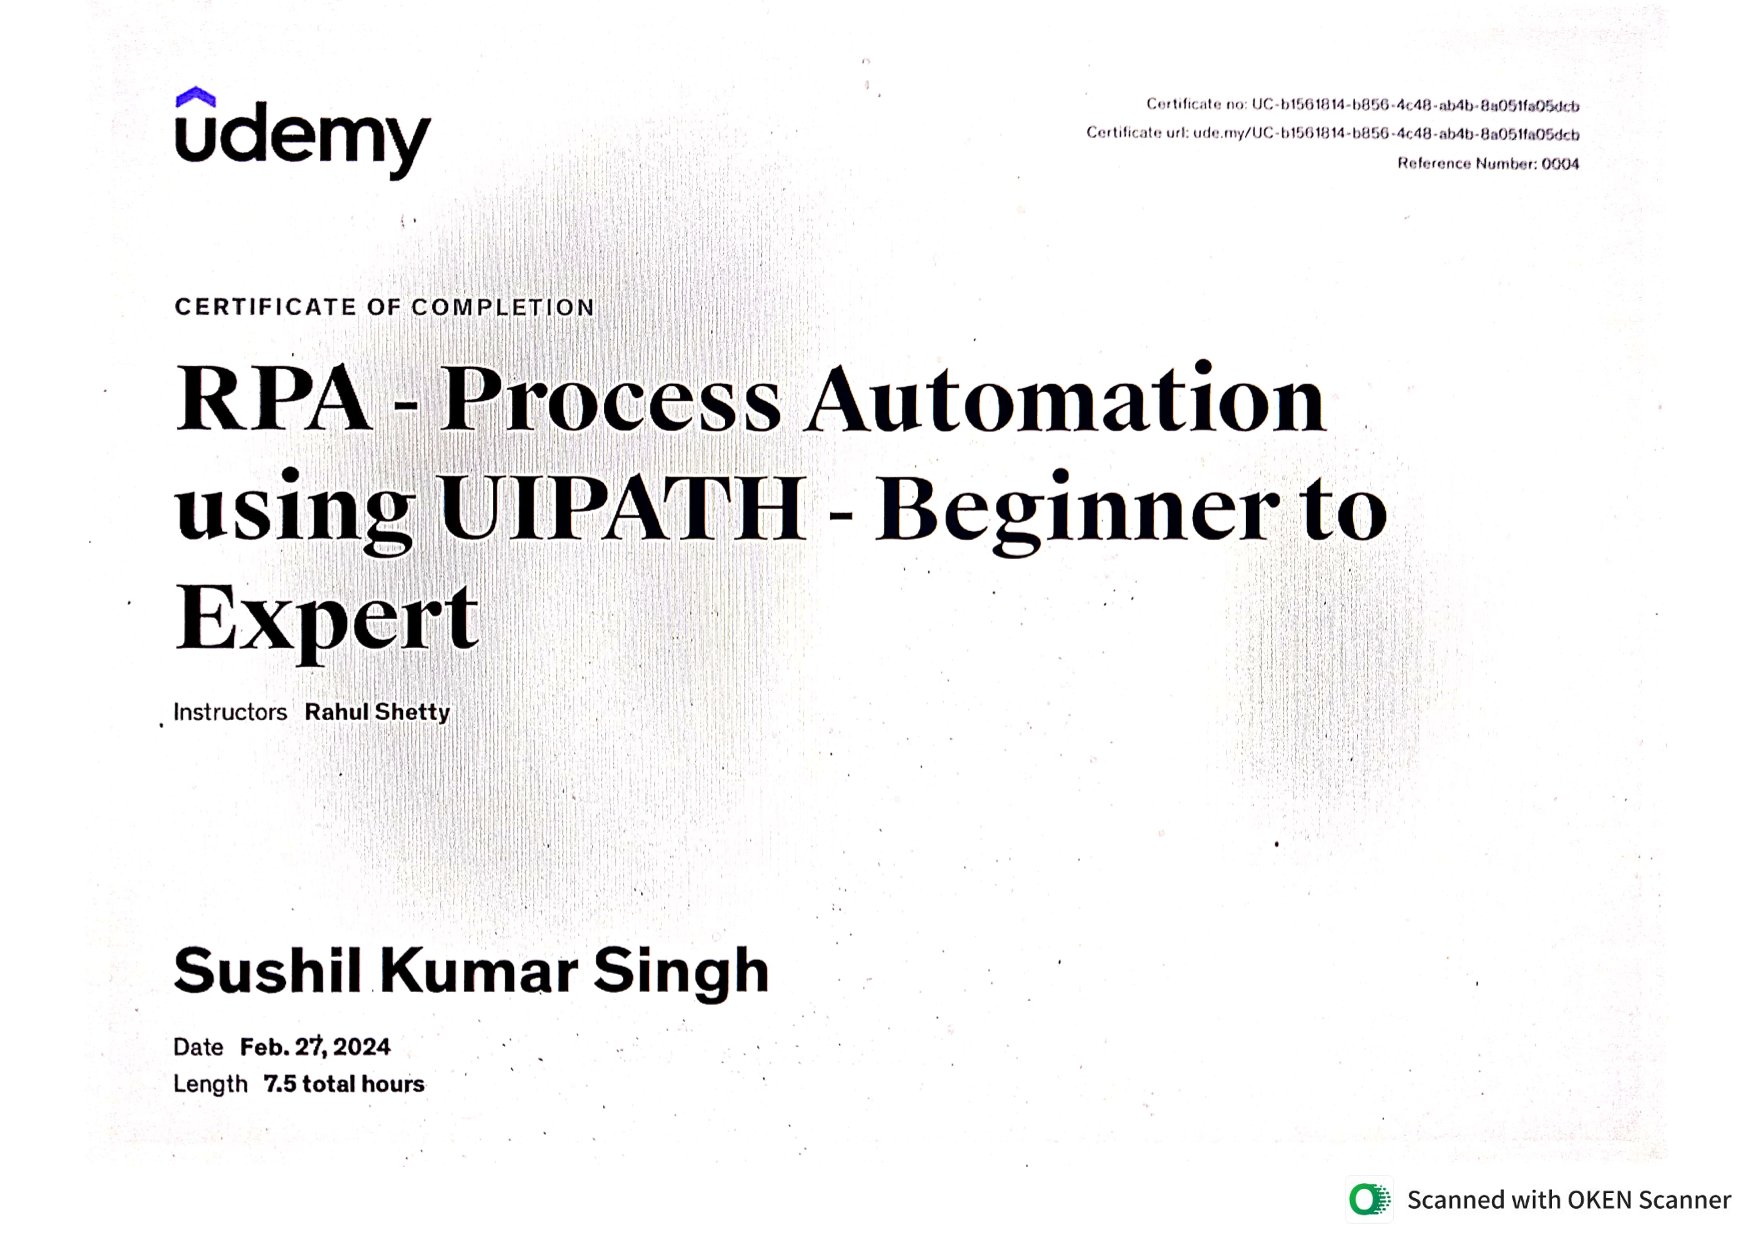 udemy
Certificate no: UC-b1561814-b856-4c48-ab4b-8a051fa05dcb
Certificate url: ude.my/UC-b1561814-b856-4c48-ab4b-8a051fa05dcb
Reference Number: 0004
CERTIFICATE OF COMPLETION
RPA - Process Automation
using UIPATH - Beginner to
Expert
Instructors Rahul Shetty
Sushil Kumar Singh
Date Feb. 27, 2024
Length 7.5 total hours
Scanned with OKEN Scanner